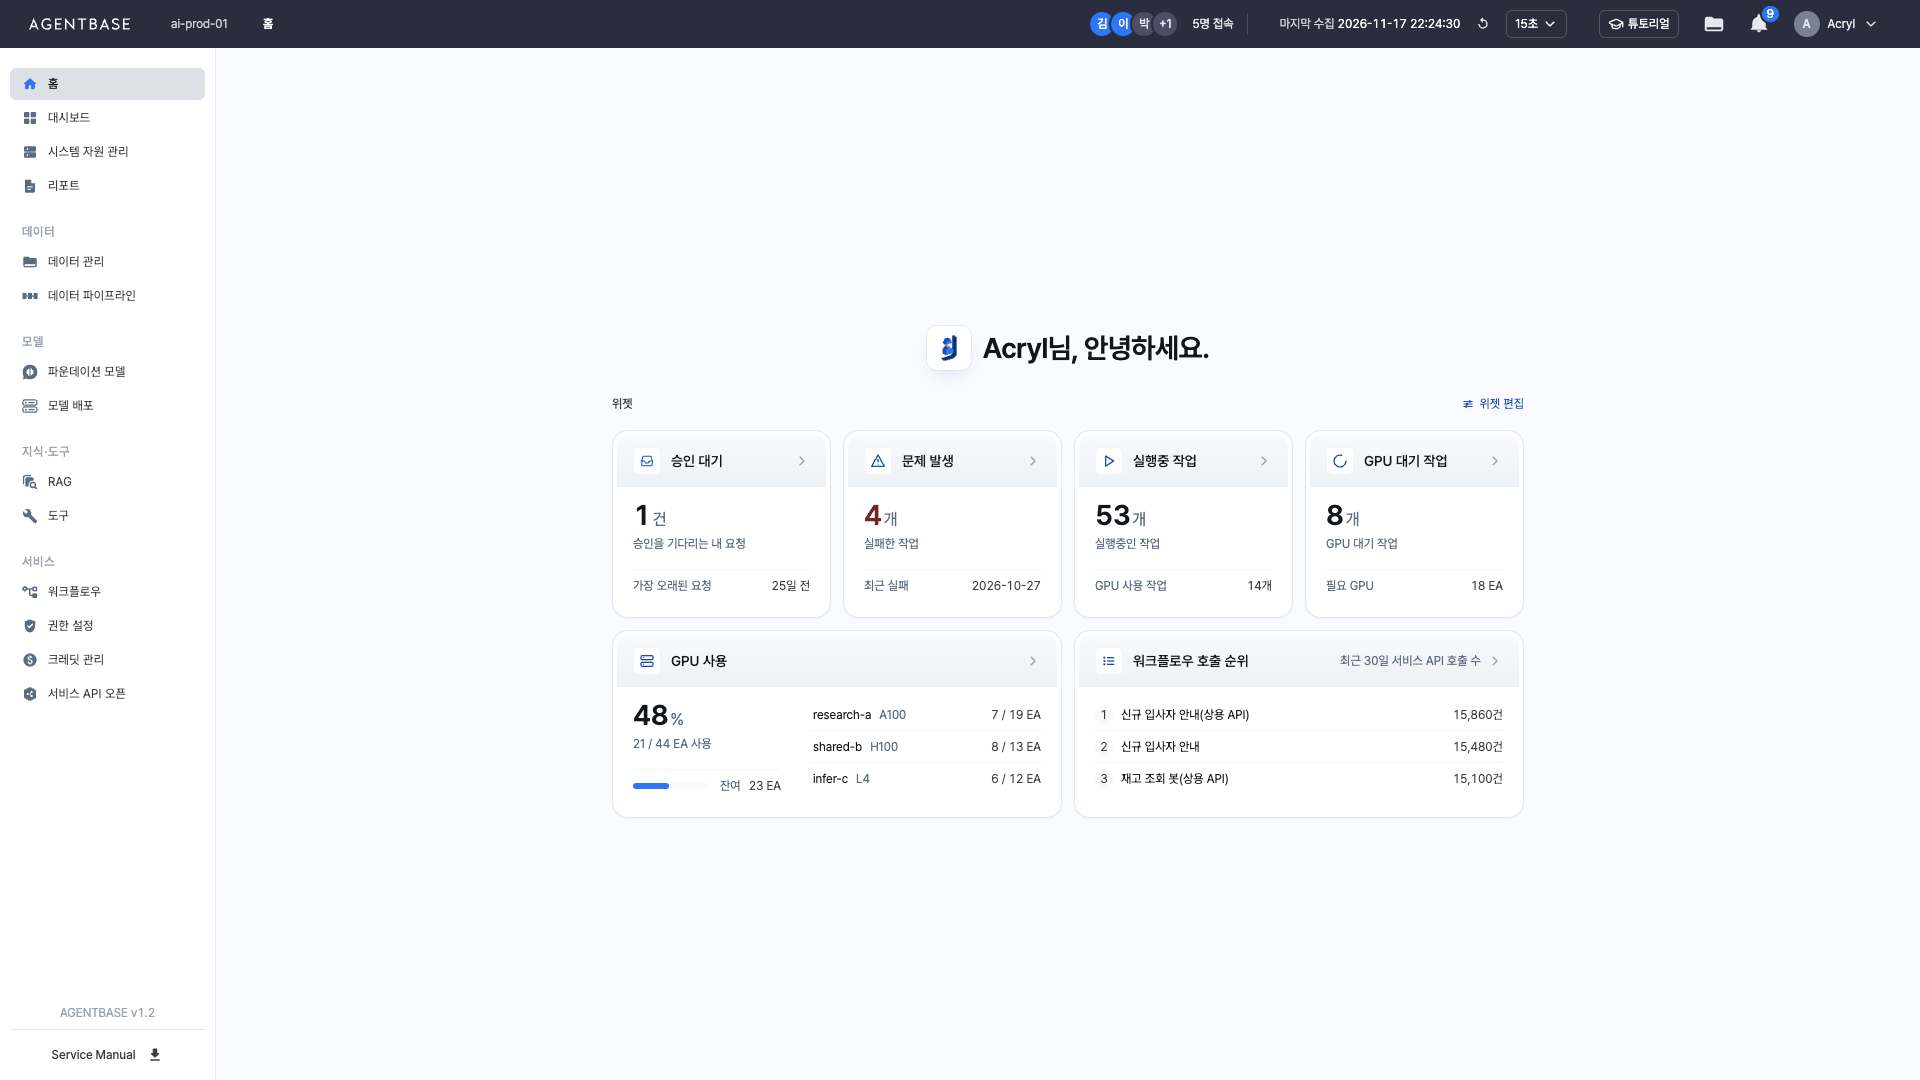 AGENTBASE ai-prod-01 홈 김 이 박 +1 5명 접속 마지막 수집 2026-11-17 22:24:30 15초 튜토리얼 9 A Acryl
홈
대시보드
시스템 자원 관리
리포트
데이터
데이터 관리
데이터 파이프라인
모델
파운데이션 모델
모델 배포
지식·도구
RAG
도구
서비스
워크플로우
권한 설정
크레딧 관리
서비스 API 오픈
AGENTBASE v1.2
Service Manual
Acryl님, 안녕하세요.
위젯 위젯 편집
승인 대기
1 건
승인을 기다리는 내 요청
가장 오래된 요청 25일 전
문제 발생
4 개
실패한 작업
최근 실패 2026-10-27
실행중 작업
53 개
실행중인 작업
GPU 사용 작업 14개
GPU 대기 작업
8 개
GPU 대기 작업
필요 GPU 18 EA
GPU 사용
48 %
21 / 44 EA 사용
잔여 23 EA
research-a A100 7 / 19 EA
shared-b H100 8 / 13 EA
infer-c L4 6 / 12 EA
워크플로우 호출 순위 최근 30일 서비스 API 호출 수
1 신규 입사자 안내(상용 API) 15,860건
2 신규 입사자 안내 15,480건
3 재고 조회 봇(상용 API) 15,100건